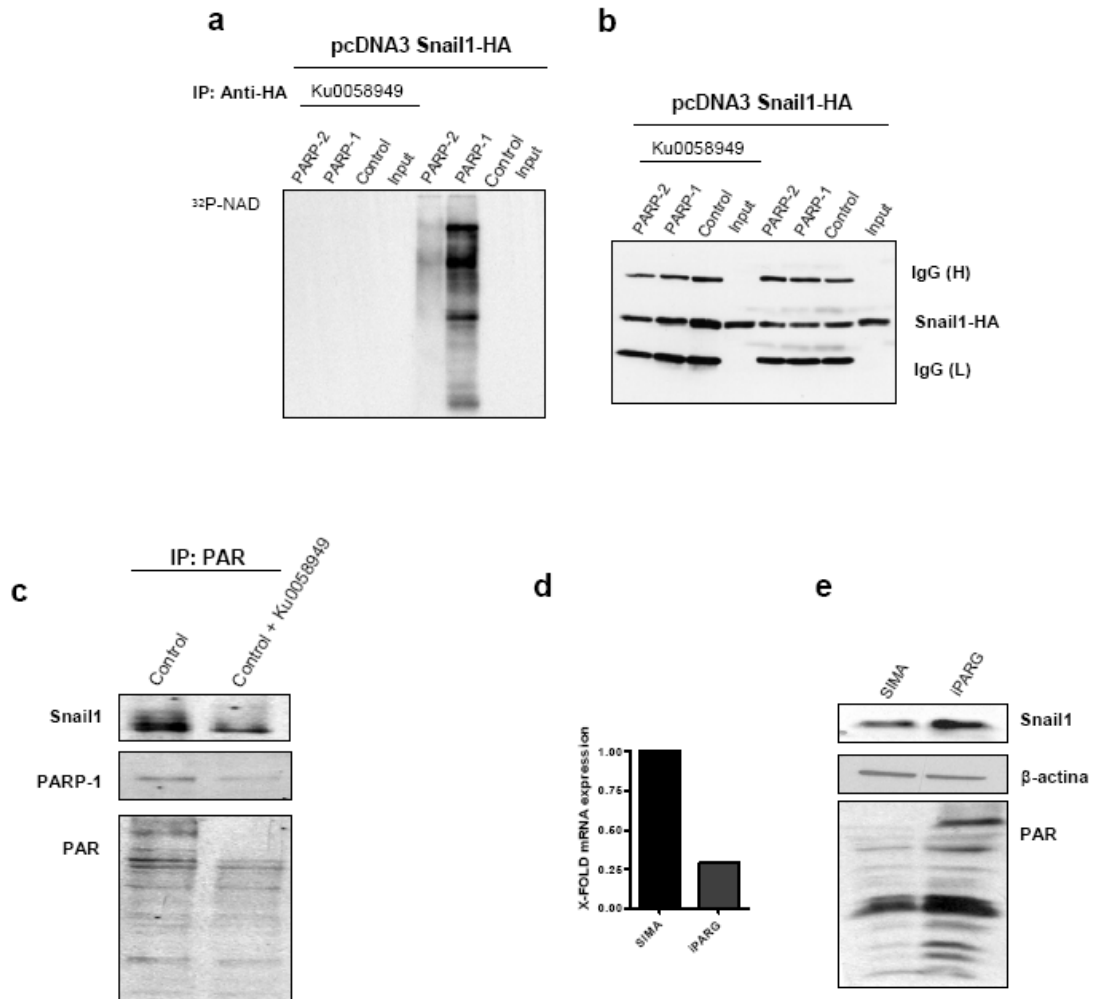 a
pcDNA3 Snail1-HA
IP: Anti-HA
Ku0058949
PARP-2 PARP-1 Control Input PARP-2 PARP-1 Control Input
³²P-NAD
b
pcDNA3 Snail1-HA
Ku0058949
PARP-2 PARP-1 Control Input PARP-2 PARP-1 Control Input
IgG (H)
Snail1-HA
IgG (L)
c
IP: PAR
Control Control + Ku0058949
Snail1
PARP-1
PAR
d
X-FOLD mRNA expression
1.00
0.75
0.50
0.25
0.00
SIMA iPARG
e
SIMA iPARG
Snail1
β-actina
PAR